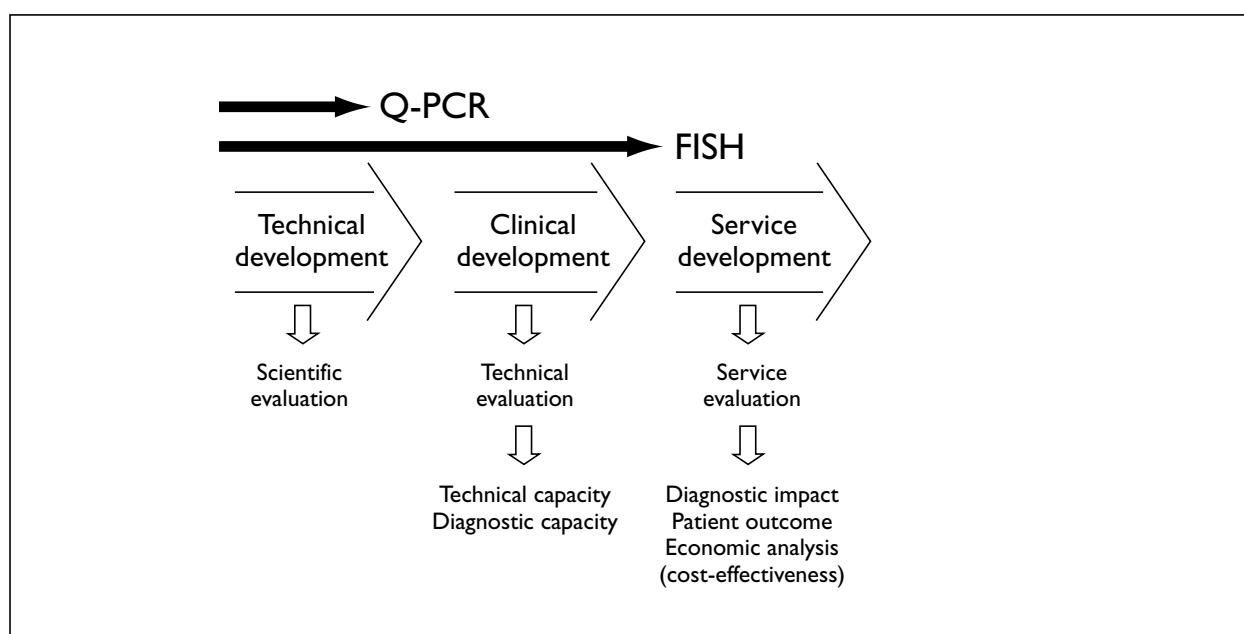 Q-PCR
FISH
Technical
development
Clinical
development
Service
development
Scientific
evaluation
Technical
evaluation
Service
evaluation
Technical capacity
Diagnostic capacity
Diagnostic impact
Patient outcome
Economic analysis
(cost-effectiveness)